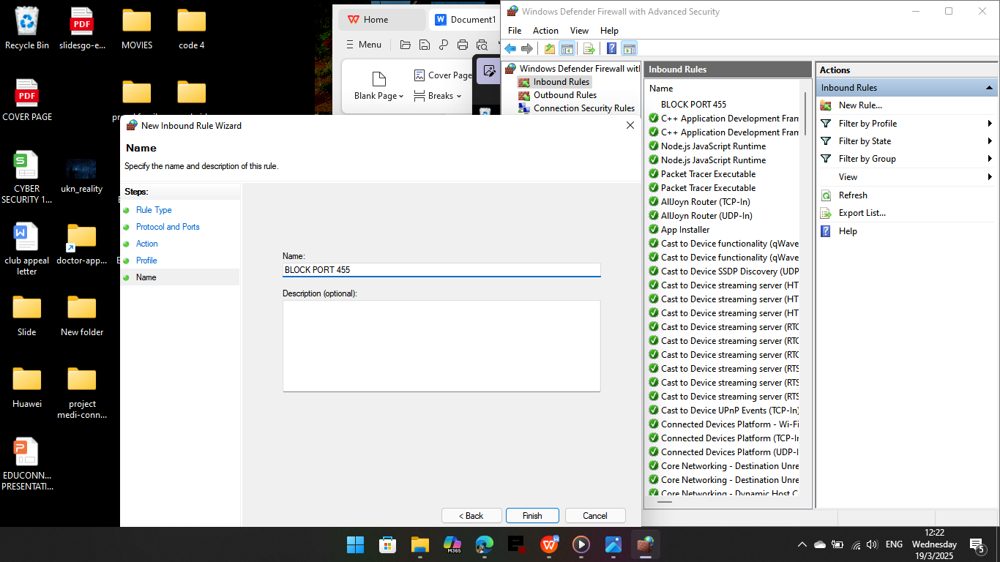 Recycle Bin
slidesgo-e...
MOVIES
code 4
COVER PAGE
CYBER
SECURITY 1...
ukn_reality
club appeal
letter
doctor-app...
Slide
New folder
Huawei
project
medi-conn...
EDUCONN...
PRESENTATI...
Home
Document1
Menu
Blank Page
Cover Page
Breaks
Windows Defender Firewall with Advanced Security
File Action View Help
Windows Defender Firewall wit
Inbound Rules
Outbound Rules
Connection Security Rules
Inbound Rules
Name
BLOCK PORT 455
C++ Application Development Fram
C++ Application Development Fram
Node.js JavaScript Runtime
Node.js JavaScript Runtime
Packet Tracer Executable
Packet Tracer Executable
AllJoyn Router (TCP-In)
AllJoyn Router (UDP-In)
App Installer
Cast to Device functionality (qWave
Cast to Device functionality (qWave
Cast to Device SSDP Discovery (UDP
Cast to Device streaming server (HT
Cast to Device streaming server (HT
Cast to Device streaming server (HT
Cast to Device streaming server (RTC
Cast to Device streaming server (RTC
Cast to Device streaming server (RTC
Cast to Device streaming server (RTS
Cast to Device streaming server (RTS
Cast to Device streaming server (RTS
Cast to Device UPnP Events (TCP-In)
Connected Devices Platform - Wi-Fi
Connected Devices Platform (TCP-In
Connected Devices Platform (UDP-I
Core Networking - Destination Unre
Core Networking - Destination Unre
Core Networking - Dynamic Host C
Actions
Inbound Rules
New Rule...
Filter by Profile
Filter by State
Filter by Group
View
Refresh
Export List...
Help
New Inbound Rule Wizard
Name
Specify the name and description of this rule.
Steps:
Rule Type
Protocol and Ports
Action
Profile
Name
Name:
BLOCK PORT 455
Description (optional):
< Back
Finish
Cancel
PDF
PDF
M365
ENG
12:22
Wednesday
19/3/2025
5